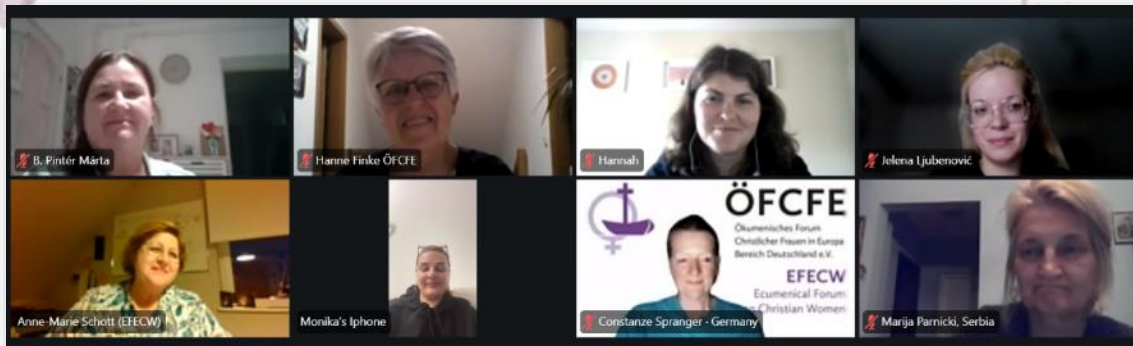 B. Pintér Márta
Hanne Finke ÖFCFE
Hannah
Jelena Ljubenović
Anne-Marie Schott (EFECW)
Monika's Iphone
ÖFCFE
Ökumenisches Forum
Christlicher Frauen in Europa
Bereich Deutschland e.V.
EFECW
Ecumenical Forum
Christian Women
Constanze Spranger - Germany
Marija Parnicki, Serbia